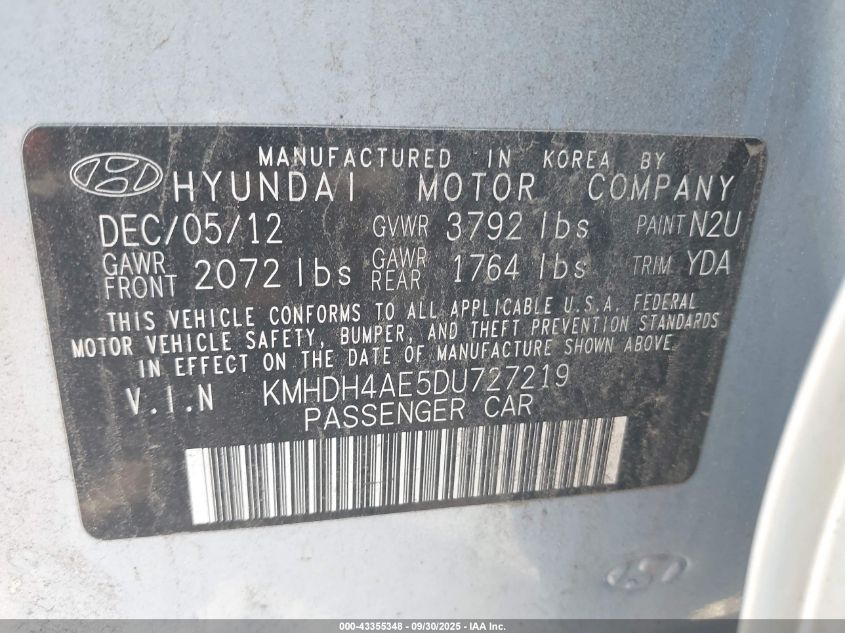 MANUFACTURED IN KOREA BY
HYUNDAI MOTOR COMPANY
DEC/05/12 GVWR 3792 lbs PAINT N2U
GAWR FRONT 2072 lbs GAWR REAR 1764 lbs TRIM YDA
THIS VEHICLE CONFORMS TO ALL APPLICABLE U.S.A. FEDERAL
MOTOR VEHICLE SAFETY, BUMPER, AND THEFT PREVENTION STANDARDS
IN EFFECT ON THE DATE OF MANUFACTURE SHOWN ABOVE.
V.I.N KMHDH4AE5DU727219
PASSENGER CAR
000-43355348 - 09/30/2025 - IAA Inc.